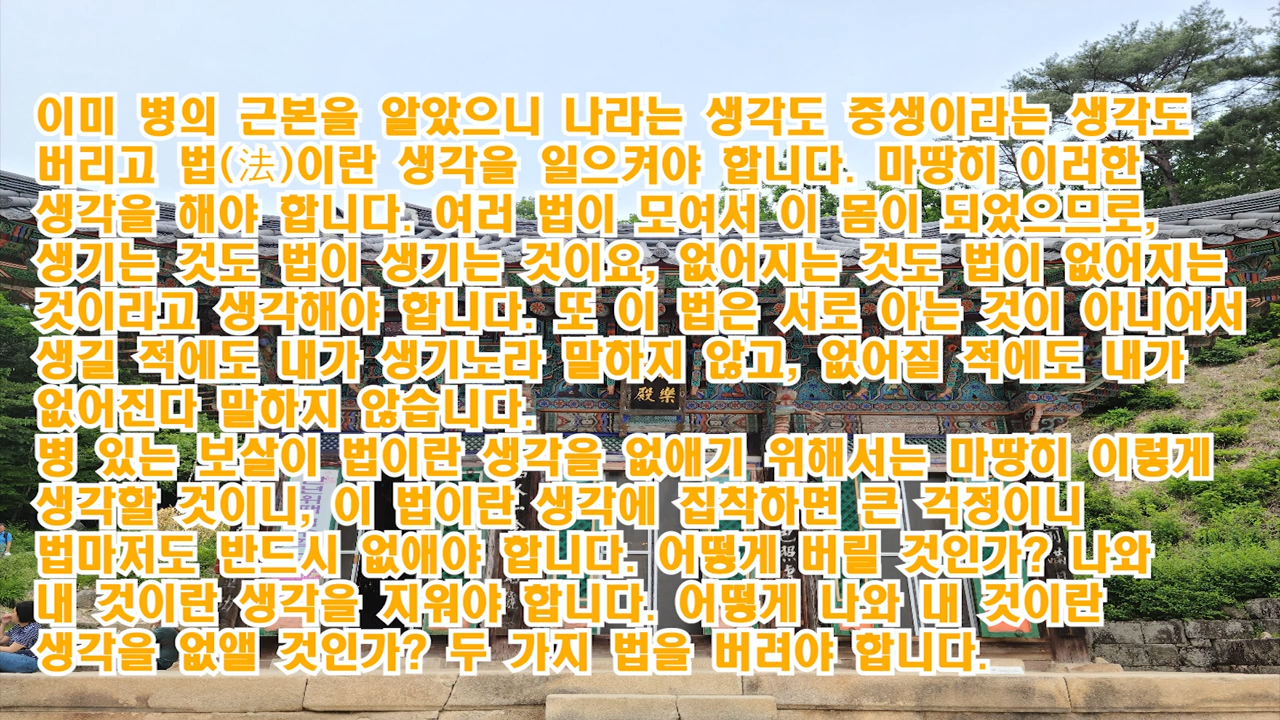 이미 병의 근본을 알았으니 나라는 생각도 중생이라는 생각도
버리고 법(法)이란 생각을 일으켜야 합니다. 마땅히 이러한
생각을 해야 합니다. 여러 법이 모여서 이 몸이 되었으므로,
생기는 것도 법이 생기는 것이요, 없어지는 것도 법이 없어지는
것이라고 생각해야 합니다. 또 이 법은 서로 아는 것이 아니어서
생길 적에도 내가 생기노라 말하지 않고, 없어질 적에도 내가
없어진다 말하지 않습니다.
병 있는 보살이 법이란 생각을 없애기 위해서는 마땅히 이렇게
생각할 것이니, 이 법이란 생각에 집착하면 큰 걱정이니
법마저도 반드시 없애야 합니다. 어떻게 버릴 것인가? 나와
내 것이란 생각을 지워야 합니다. 어떻게 나와 내 것이란
생각을 없앨 것인가? 두 가지 법을 버려야 합니다.
殿樂